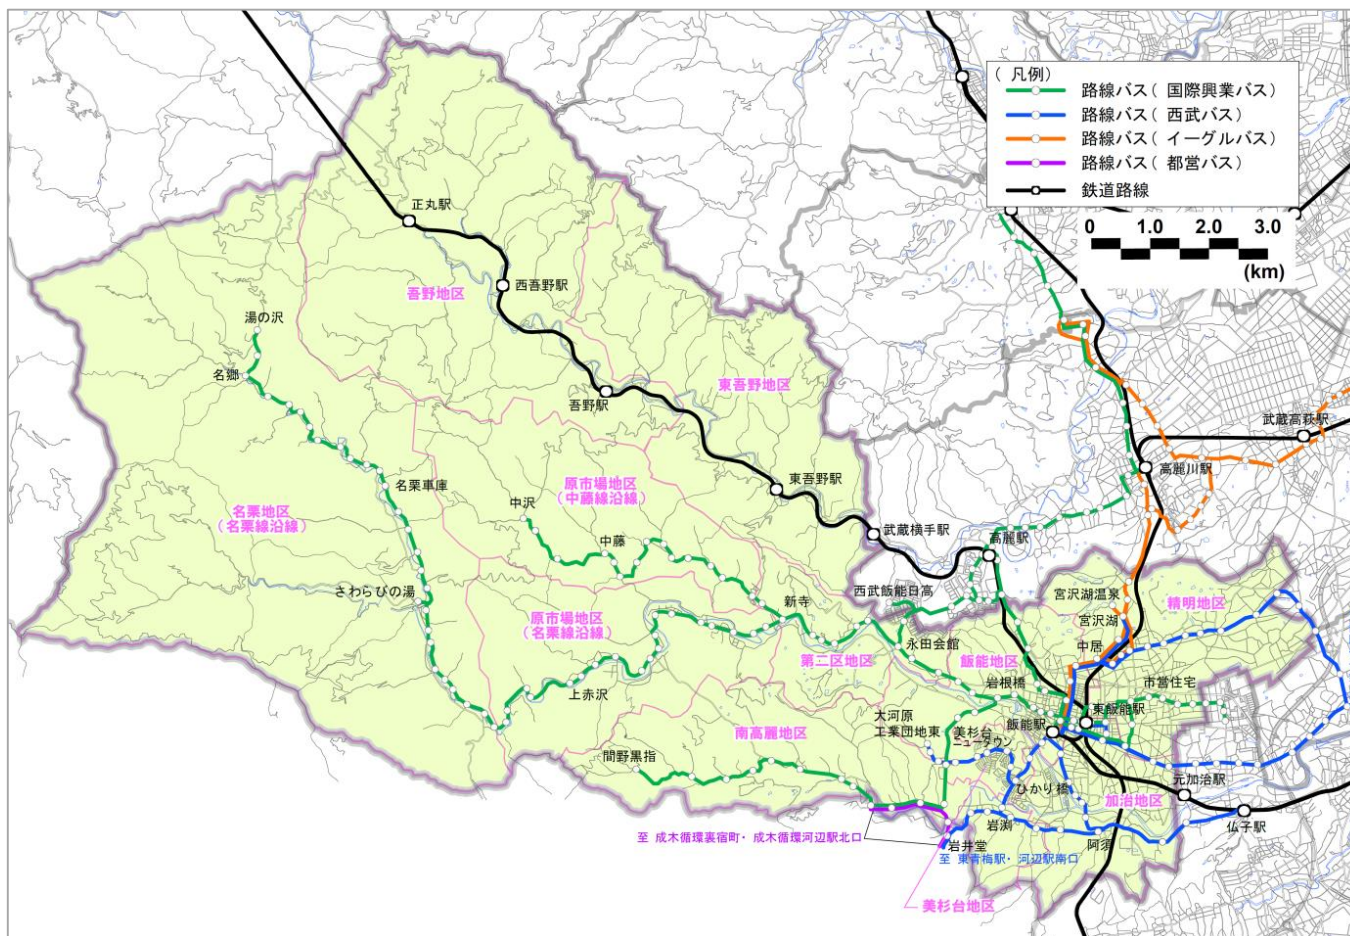 ( 凡例)
路線バス( 国際興業バス)
路線バス( 西武バス)
路線バス( イーグルバス)
路線バス( 都営バス)
鉄道路線
0 1.0 2.0 3.0
(km)
正丸駅
西吾野駅
吾野地区
湯の沢
名郷
東吾野地区
吾野駅
武蔵高萩駅
高麗川駅
名栗車庫
原市場地区
(中藤線沿線)
東吾野駅
中沢
名栗地区
(名栗線沿線)
武蔵横手駅
高麗駅
中藤
さわらびの湯
西武飯能日高
宮沢湖温泉
精明地区
新寺
宮沢湖
原市場地区
(名栗線沿線)
永田会館
中居
第二区地区
飯能地区
岩根橋
市営住宅
上赤沢
大河原
工業団地東
東飯能駅
飯能駅
南高麗地区
美杉台
ニュータウン
間野黒指
元加治駅
ひかり橋
加治地区
仏子駅
岩渕
至 成木循環裏宿町・ 成木循環河辺駅北口
岩井堂
阿須
至 東青梅駅・ 河辺駅南口
美杉台地区